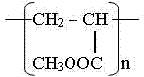 CH₂ – CH
CH3OOC
n